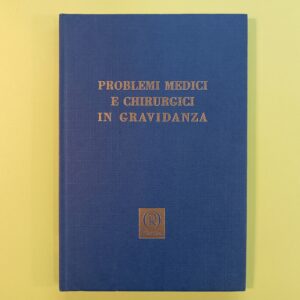 PROBLEMI MEDICI
E CHIRURGICI
IN GRAVIDANZA